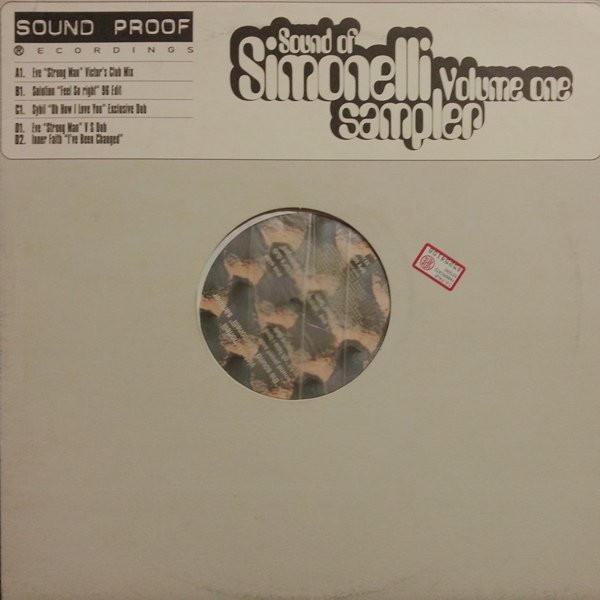 SOUND PROOF
® ECORDINGS
A1. Eve "Strong Man" Victor's Club Mix
B1. Solution "Feel So right" 96 Edit
C1. Sybil "Oh How I Love You" Exclusive Dub
D1. Eve "Strong Man" V S Dub
D2. Inner Faith "I've Been Changed"
Sound of
Simonelli
Volume one
sampler